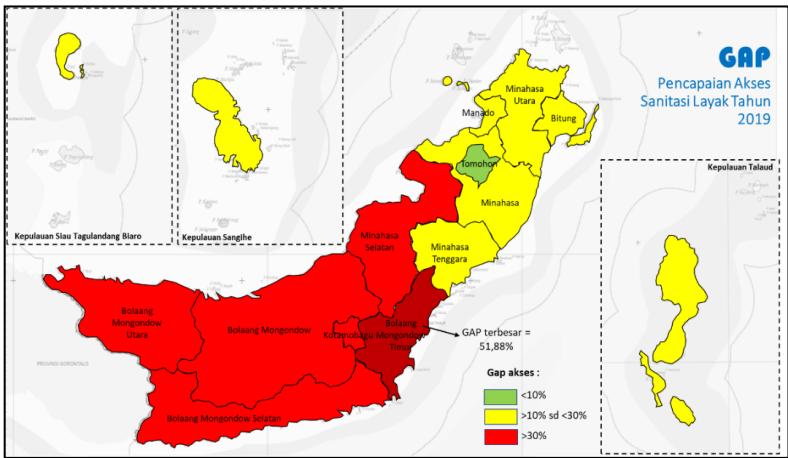 GAP
Pencapaian Akses
Sanitasi Layak Tahun
2019
Kepulauan Siau Tagulandang Biaro
Kepulauan Sangihe
Kepulauan Talaud
Minahasa
Utara
Manado
Bitung
Tomohon
Minahasa
Minahasa
Selatan
Minahasa
Tenggara
Bolaang
Mongondow
Utara
Bolaang Mongondow
Kotamobagu
Bolaang
Mongondow
Timur
Bolaang Mongondow Selatan
GAP terbesar =
51,88%
PROVINSI GORONTALO
Gap akses :
<10%
>10% sd <30%
>30%